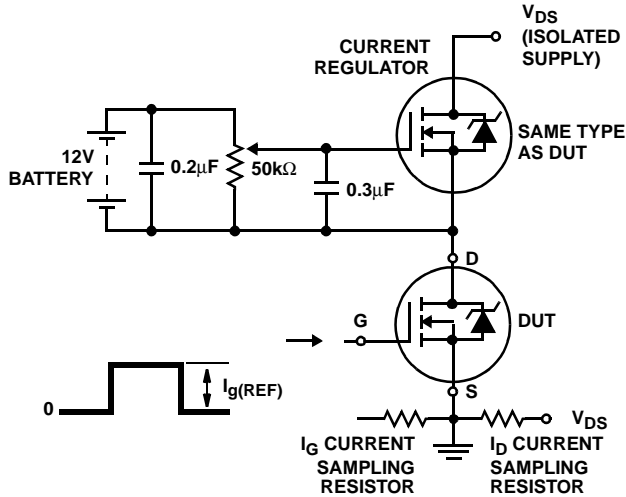 V_DS
(ISOLATED
SUPPLY)
CURRENT
REGULATOR
SAME TYPE
AS DUT
12V
BATTERY
0.2µF
50kΩ
0.3µF
D
G
DUT
S
0
I_g(REF)
V_DS
I_G CURRENT
SAMPLING
RESISTOR
I_D CURRENT
SAMPLING
RESISTOR